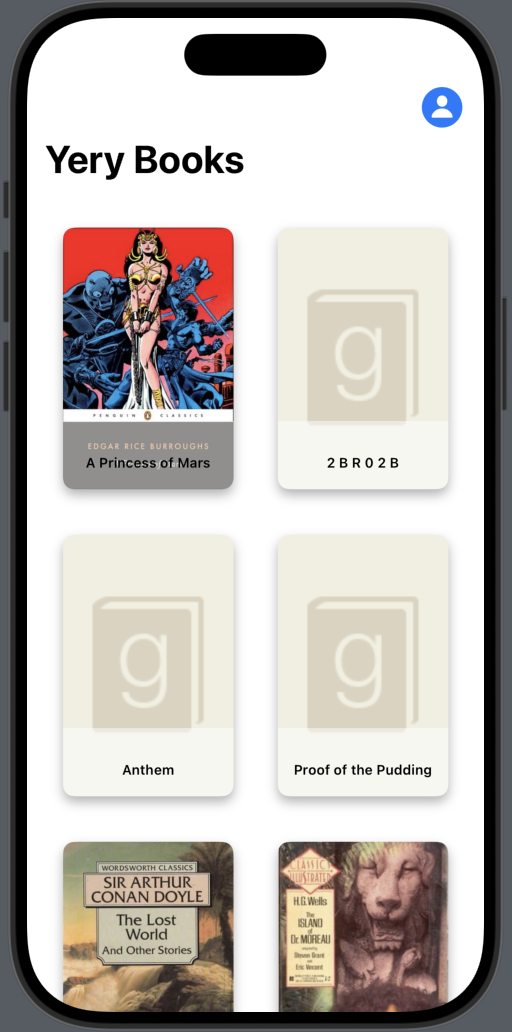 Yery Books
PENGUIN CLASSICS
EDGAR RICE BURROUGHS
A Princess of Mars
g
2 B R 0 2 B
g
Anthem
g
Proof of the Pudding
WORDSWORTH CLASSICS
SIR ARTHUR
CONAN DOYLE
The Lost
World
And Other Stories
CLASSICS
ILLUSTRATED
H.G. Wells
The
ISLAND
of
Dr. MOREAU
adapted by
Steven Grant
and
Eric Vincent